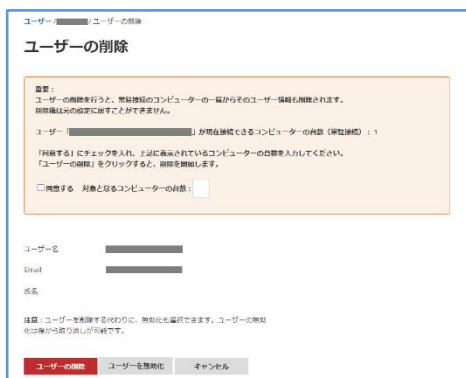 ユーザー / / ユーザーの削除
ユーザーの削除
重要：
ユーザーの削除を行うと、常駐接続のコンピューターの一覧からそのユーザー情報も削除されます。
削除後は元の設定に戻すことができません。
ユーザー「 」が現在接続できるコンピューターの台数（常駐接続）：1
「同意する」にチェックを入れ、上記に表示されているコンピューターの台数を入力してください。
「ユーザーの削除」をクリックすると、削除を開始します。
同意する 対象となるコンピューターの台数：
ユーザー名
Email
氏名
注意：ユーザーを削除する代わりに、無効化も選択できます。ユーザーの無効
化は後から取り消しが可能です。
ユーザーの削除 ユーザーを無効化 キャンセル